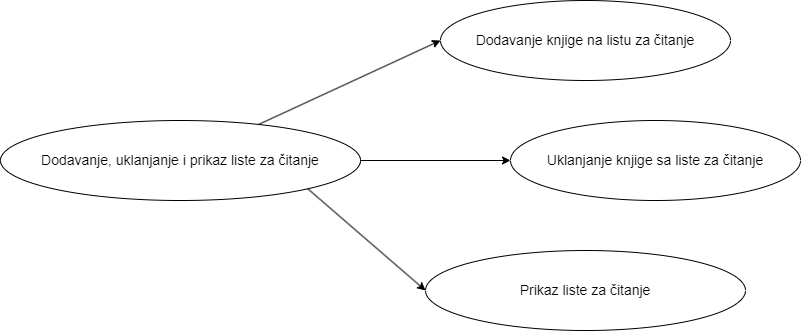 Dodavanje knjige na listu za čitanje
Dodavanje, uklanjanje i prikaz liste za čitanje
Uklanjanje knjige sa liste za čitanje
Prikaz liste za čitanje